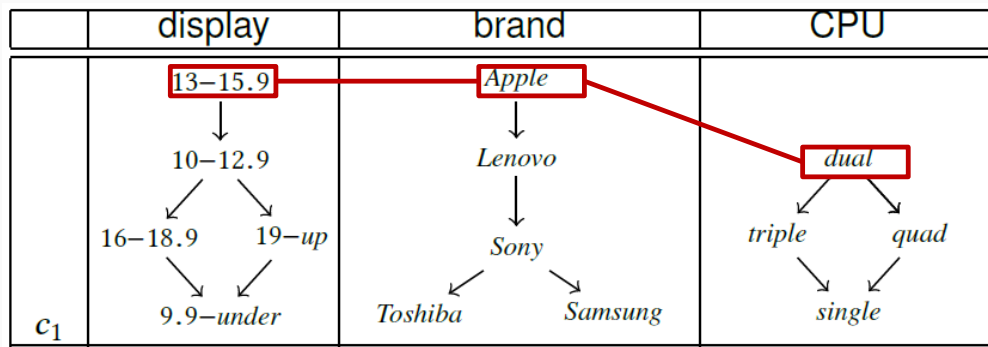 display brand CPU
13−15.9 Apple
10−12.9 Lenovo dual
16−18.9 19−up Sony triple quad
9.9−under Toshiba Samsung single
c1